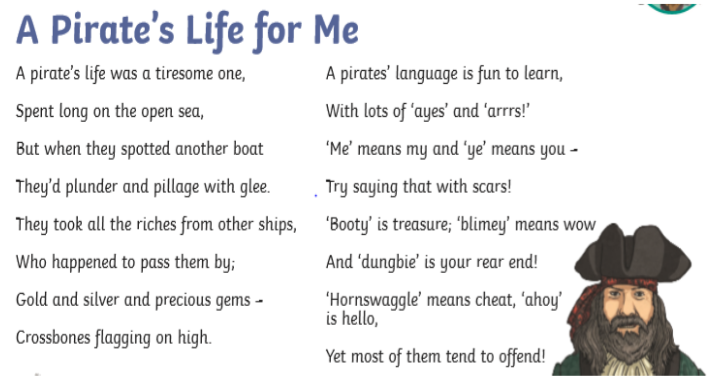 A Pirate's Life for Me
A pirate's life was a tiresome one,
Spent long on the open sea,
But when they spotted another boat
They'd plunder and pillage with glee.
They took all the riches from other ships,
Who happened to pass them by;
Gold and silver and precious gems –
Crossbones flagging on high.
A pirates' language is fun to learn,
With lots of 'ayes' and 'arrrs!'
'Me' means my and 'ye' means you –
Try saying that with scars!
'Booty' is treasure; 'blimey' means wow
And 'dungbie' is your rear end!
'Hornswaggle' means cheat, 'ahoy'
is hello,
Yet most of them tend to offend!